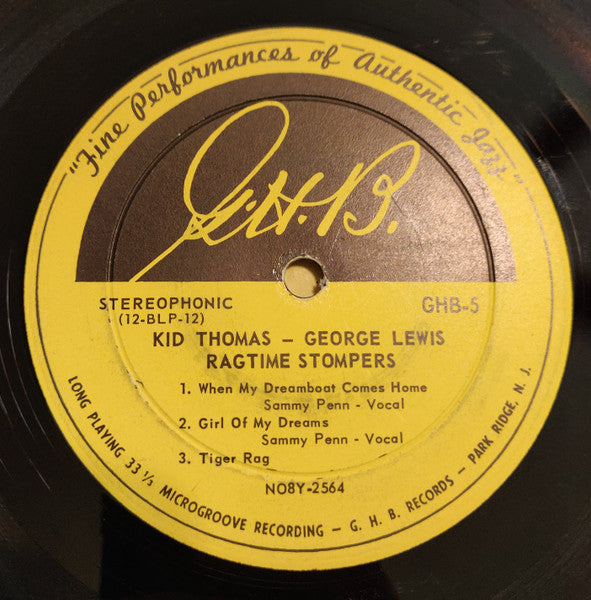 "Fine Performances of Authentic Jazz"
G.H.B.
STEREOPHONIC
(12-BLP-12)
GHB-5
KID THOMAS – GEORGE LEWIS
RAGTIME STOMPERS
1. When My Dreamboat Comes Home
Sammy Penn – Vocal
2. Girl Of My Dreams
Sammy Penn – Vocal
3. Tiger Rag
NO8Y-2564
LONG PLAYING 33 1/3 MICROGROOVE RECORDING – G. H. B. RECORDS – PARK RIDGE, N. J.